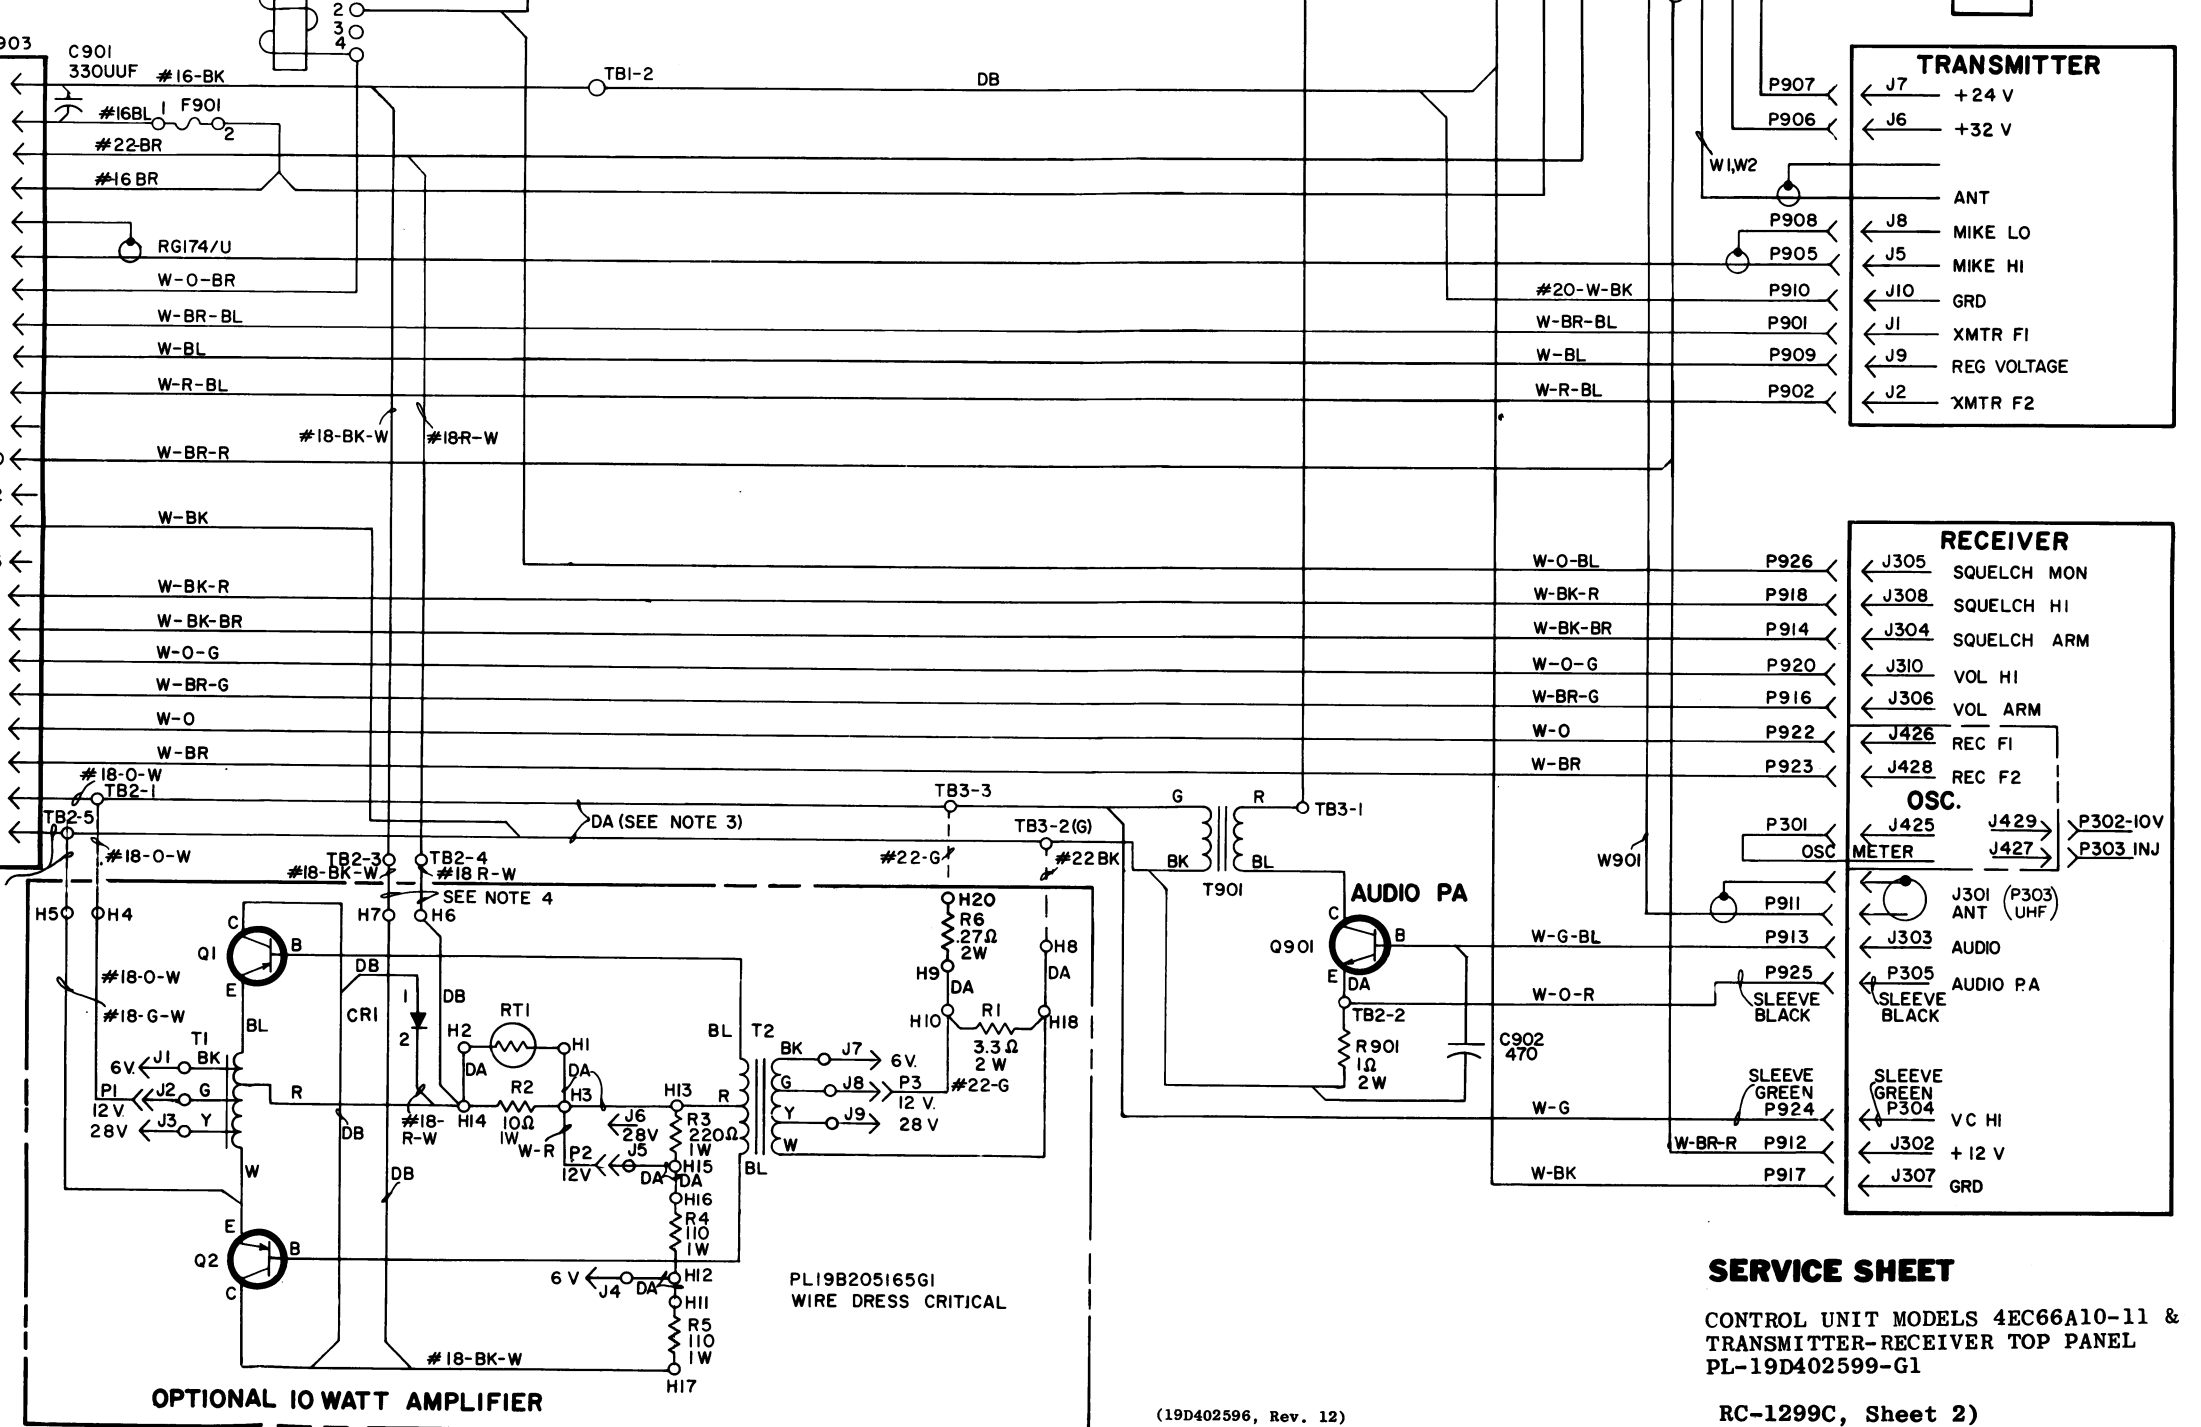 2
3
4
903
C901
330UUF
#16-BK
TB1-2
DB
#16BL
1
F901
2
#22-BR
#16 BR
RG174/U
W-O-BR
W-BR-BL
W-BL
W-R-BL
#18-BK-W
#18R-W
W-BR-R
W-BK
W-BK-R
W-BK-BR
W-O-G
W-BR-G
W-O
W-BR
#20-W-BK
W-BR-BL
W-BL
W-R-BL
W1,W2
TRANSMITTER
P907 J7 +24 V
P906 J6 +32 V
ANT
P908 J8 MIKE LO
P905 J5 MIKE HI
P910 J10 GRD
P901 J1 XMTR F1
P909 J9 REG VOLTAGE
P902 J2 XMTR F2
RECEIVER
W-O-BL P926 J305 SQUELCH MON
W-BK-R P918 J308 SQUELCH HI
W-BK-BR P914 J304 SQUELCH ARM
W-O-G P920 J310 VOL HI
W-BR-G P916 J306 VOL ARM
W-O P922 J426 REC F1
W-BR P923 J428 REC F2
OSC.
P301 J425 J429 P302-10V
OSC METER J427 P303 INJ
W901
J301 (P303)
P911 ANT (UHF)
W-G-BL P913 J303 AUDIO
W-O-R P925 P305 AUDIO PA
SLEEVE BLACK
SLEEVE BLACK
SLEEVE GREEN
SLEEVE GREEN
W-G P924 P304 VC HI
W-BR-R P912 J302 +12 V
W-BK P917 J307 GRD
#18-O-W
TB2-1
TB2-5
#18-O-W
DA (SEE NOTE 3)
TB2-3
#18-BK-W
TB2-4
#18 R-W
SEE NOTE 4
TB3-3
TB3-2(G)
#22-G
#22BK
G
R
TB3-1
BK
BL
T901
AUDIO PA
C
Q901
B
E
DA
TB2-2
R901
1Ω
2W
C902
470
H5
H4
H7
H6
C
Q1
B
E
#18-O-W
#18-G-W
BL
T1
6V.
J1
BK
P1
J2
G
12 V.
28V
J3
Y
R
W
E
Q2
B
C
DB
CR1
1
2
DB
#18-
R-W
DB
DB
H2
RT1
H1
DA
DA
R2
10Ω
1W
H14
H3
W-R
P2
12V
J6
28V
J5
H13
R
R3
220Ω
1W
H15
DA
DA
H16
R4
110
1W
6 V
J4
DA
H12
H11
R5
110
1W
H17
#18-BK-W
BL
T2
BL
BK
J7
6V.
G
J8
P3
12 V.
Y
J9
28 V
W
H20
R6
.27Ω
2W
H9
DA
H10
R1
3.3Ω
2 W
#22-G
H8
DA
H18
PL19B205165G1
WIRE DRESS CRITICAL
OPTIONAL 10 WATT AMPLIFIER
SERVICE SHEET
CONTROL UNIT MODELS 4EC66A10-11 &
TRANSMITTER-RECEIVER TOP PANEL
PL-19D402599-G1
RC-1299C, Sheet 2)
(19D402596, Rev. 12)